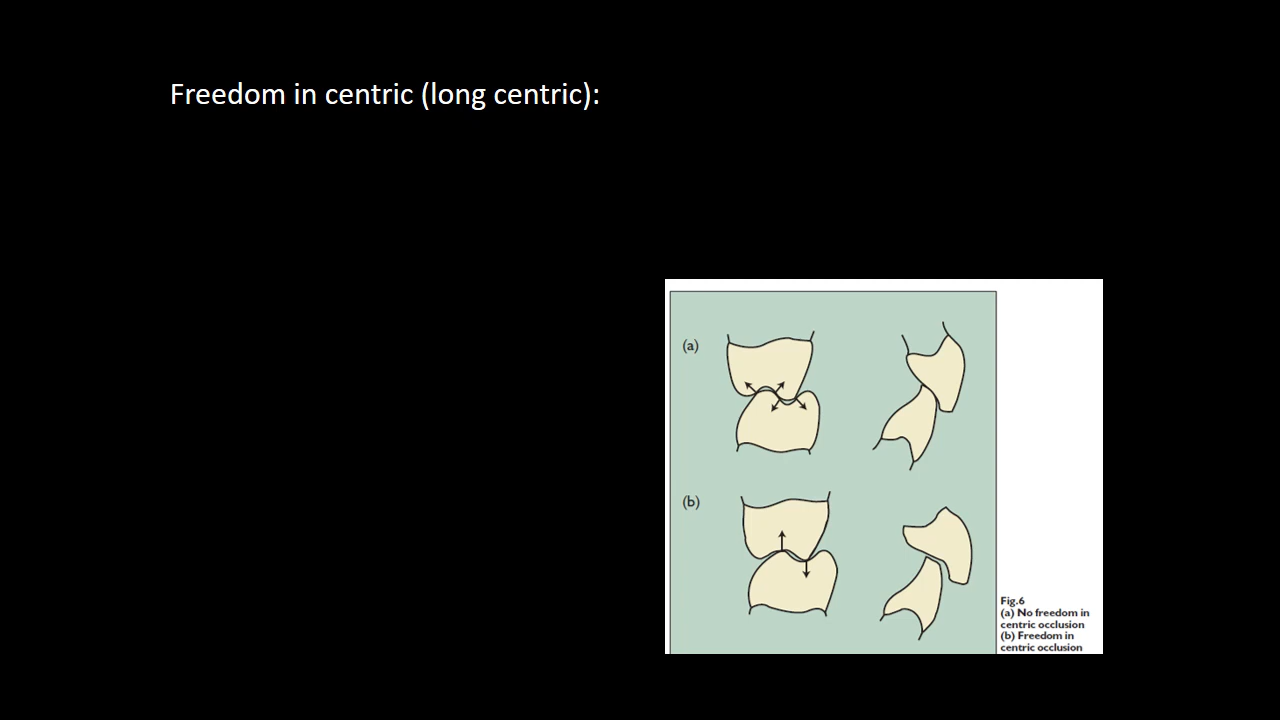 Freedom in centric (long centric):
(a)
(b)
Fig.6
(a) No freedom in
centric occlusion
(b) Freedom in
centric occlusion